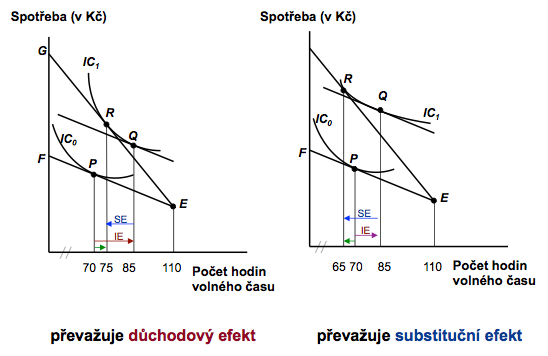 Spotřeba (v Kč)
G
IC1
R
Q
IC0
F
P
E
SE
IE
70 75 85 110
Počet hodin
volného času
převažuje důchodový efekt
Spotřeba (v Kč)
R
Q
IC1
IC0
F
P
E
SE
IE
65 70 85 110
Počet hodin
volného času
převažuje substituční efekt